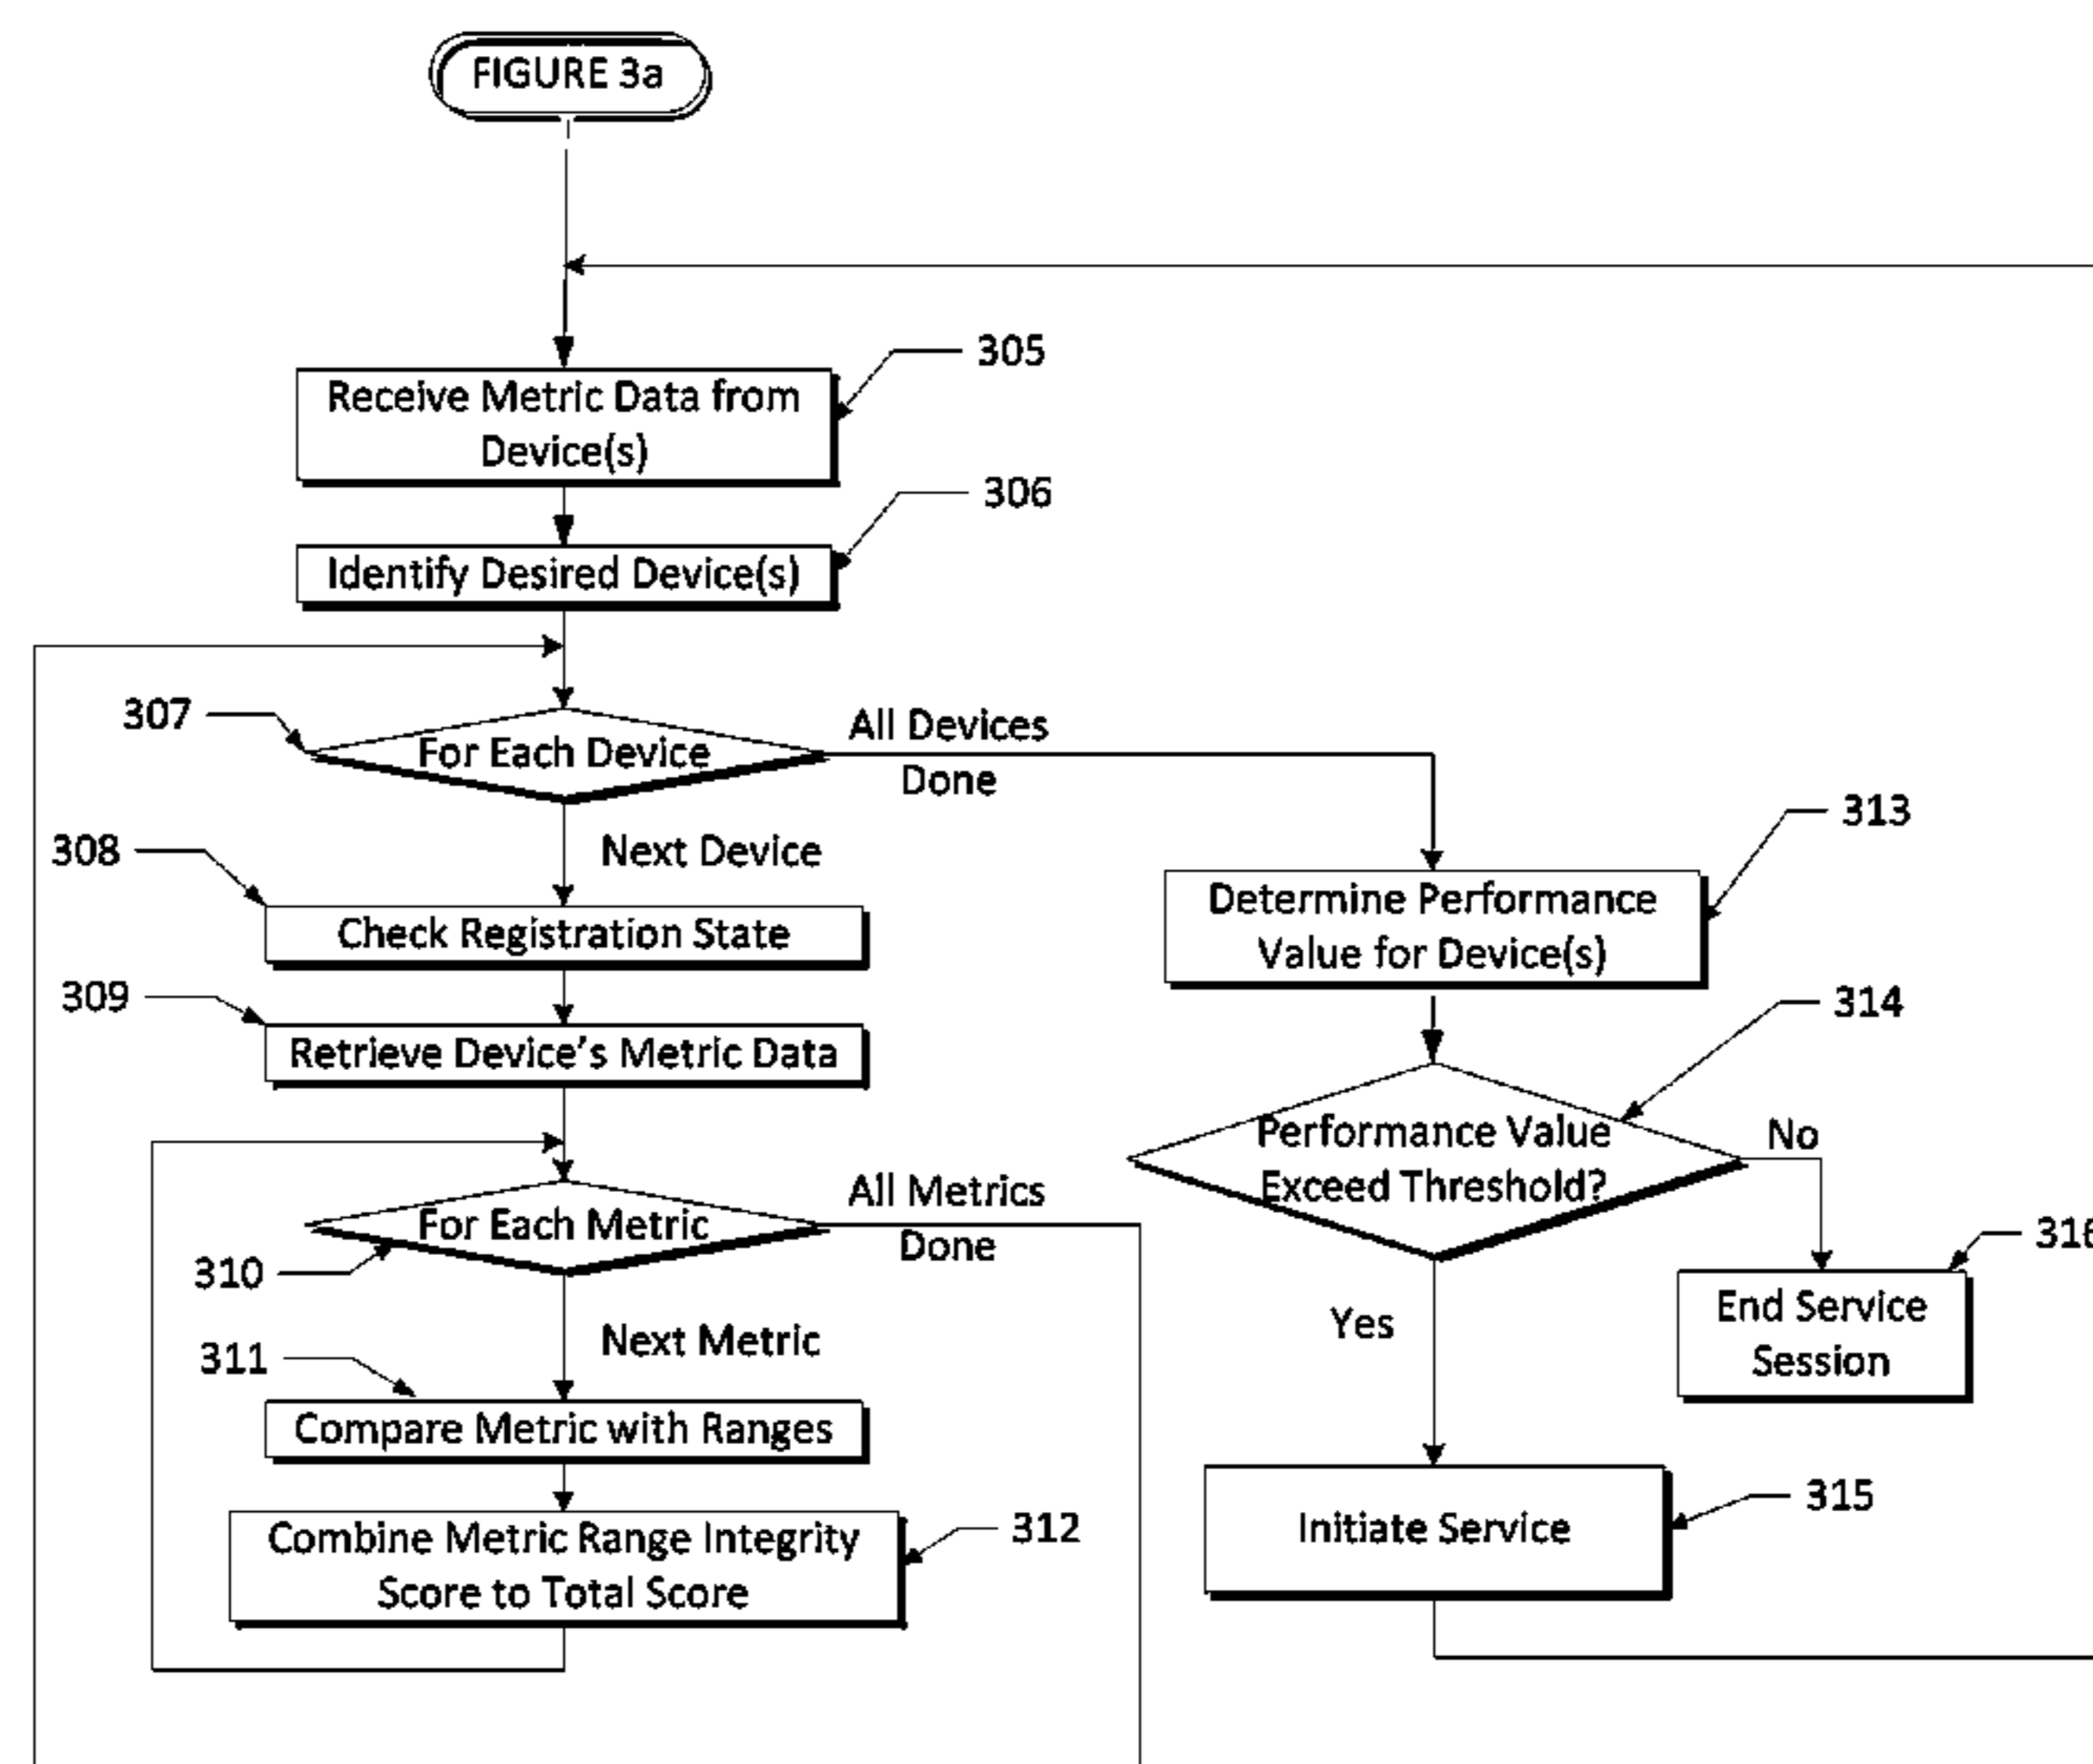 FIGURE 3a
305
Receive Metric Data from
Device(s)
306
Identify Desired Device(s)
307
For Each Device
All Devices
Done
308
Next Device
Check Registration State
309
Retrieve Device's Metric Data
For Each Metric
All Metrics
Done
310
Next Metric
311
Compare Metric with Ranges
Combine Metric Range Integrity
Score to Total Score
312
313
Determine Performance
Value for Device(s)
314
Performance Value
Exceed Threshold?
No
316
End Service
Session
Yes
Initiate Service
315